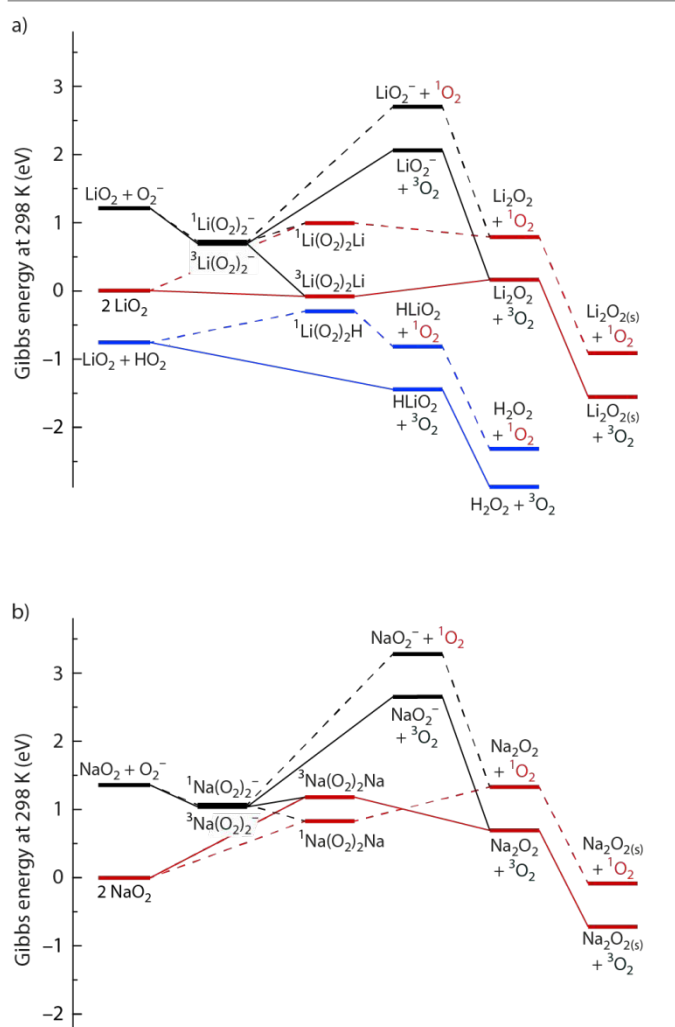 a)
Gibbs energy at 298 K (eV)
3
2
1
0
−1
−2
LiO₂⁻ + ¹O₂
LiO₂⁻
+ ³O₂
LiO₂ + O₂⁻
¹Li(O₂)₂⁻
³Li(O₂)₂⁻
¹Li(O₂)₂Li
Li₂O₂
+ ¹O₂
2 LiO₂
³Li(O₂)₂Li
Li₂O₂
+ ³O₂
Li₂O₂₍ₛ₎
+ ¹O₂
LiO₂ + HO₂
¹Li(O₂)₂H
HLiO₂
+ ¹O₂
HLiO₂
+ ³O₂
Li₂O₂₍ₛ₎
+ ³O₂
H₂O₂
+ ¹O₂
H₂O₂ + ³O₂
b)
Gibbs energy at 298 K (eV)
3
2
1
0
−1
−2
NaO₂⁻ + ¹O₂
NaO₂⁻
+ ³O₂
NaO₂ + O₂⁻
¹Na(O₂)₂⁻
³Na(O₂)₂⁻
³Na(O₂)₂Na
¹Na(O₂)₂Na
Na₂O₂
+ ¹O₂
2 NaO₂
Na₂O₂
+ ³O₂
Na₂O₂₍ₛ₎
+ ¹O₂
Na₂O₂₍ₛ₎
+ ³O₂